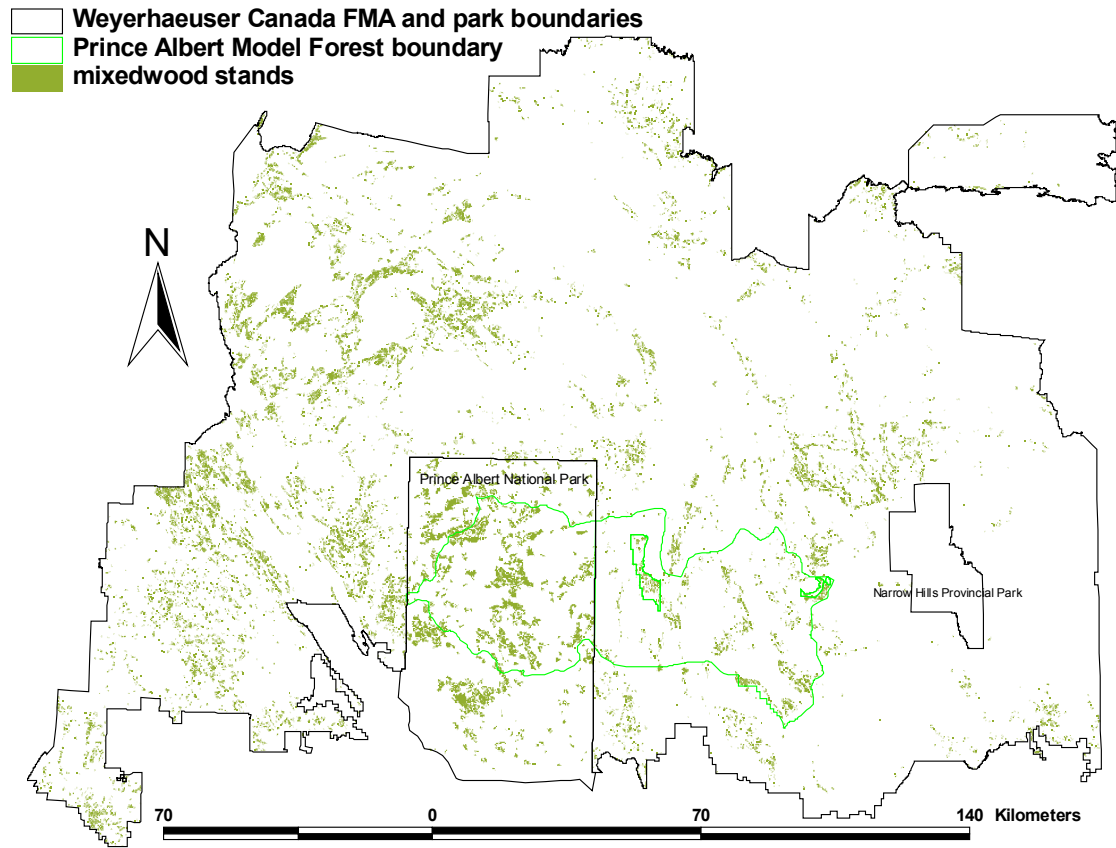 Weyerhaeuser Canada FMA and park boundaries
Prince Albert Model Forest boundary
mixedwood stands
N
Prince Albert National Park
Narrow Hills Provincial Park
70 0 70 140 Kilometers